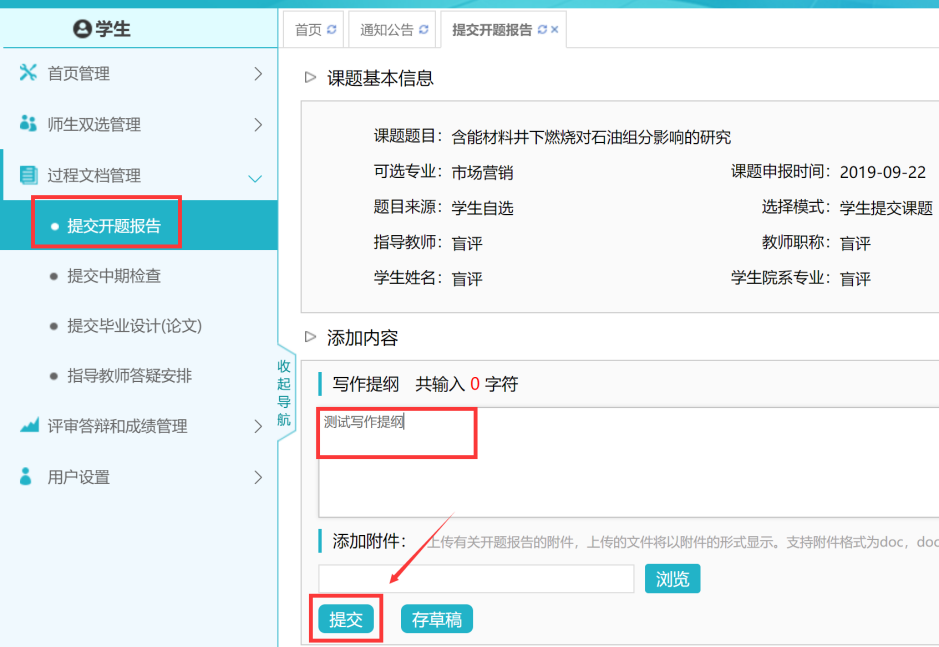 学生
首页 通知公告 提交开题报告
首页管理
师生双选管理
过程文档管理
提交开题报告
提交中期检查
提交毕业设计(论文)
指导教师答疑安排
评审答辩和成绩管理
用户设置
收起导航
课题基本信息
课题题目： 含能材料井下燃烧对石油组分影响的研究
可选专业： 市场营销 课题申报时间： 2019-09-22
题目来源： 学生自选 选择模式： 学生提交课题
指导教师： 盲评 教师职称： 盲评
学生姓名： 盲评 学生院系专业： 盲评
添加内容
写作提纲 共输入 0 字符
测试写作提纲
添加附件： 上传有关开题报告的附件，上传的文件将以附件的形式显示。支持附件格式为doc，doc
浏览
提交 存草稿